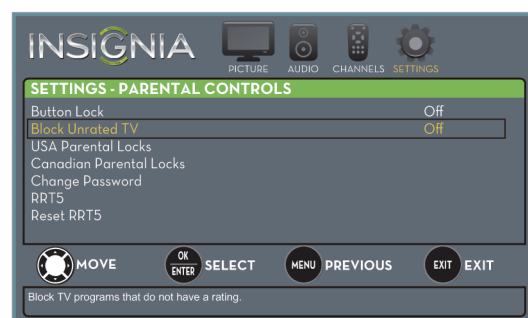 INSIGNIA
PICTURE AUDIO CHANNELS SETTINGS
SETTINGS - PARENTAL CONTROLS
Button Lock Off
Block Unrated TV Off
USA Parental Locks
Canadian Parental Locks
Change Password
RRT5
Reset RRT5
MOVE OK ENTER SELECT MENU PREVIOUS EXIT EXIT
Block TV programs that do not have a rating.